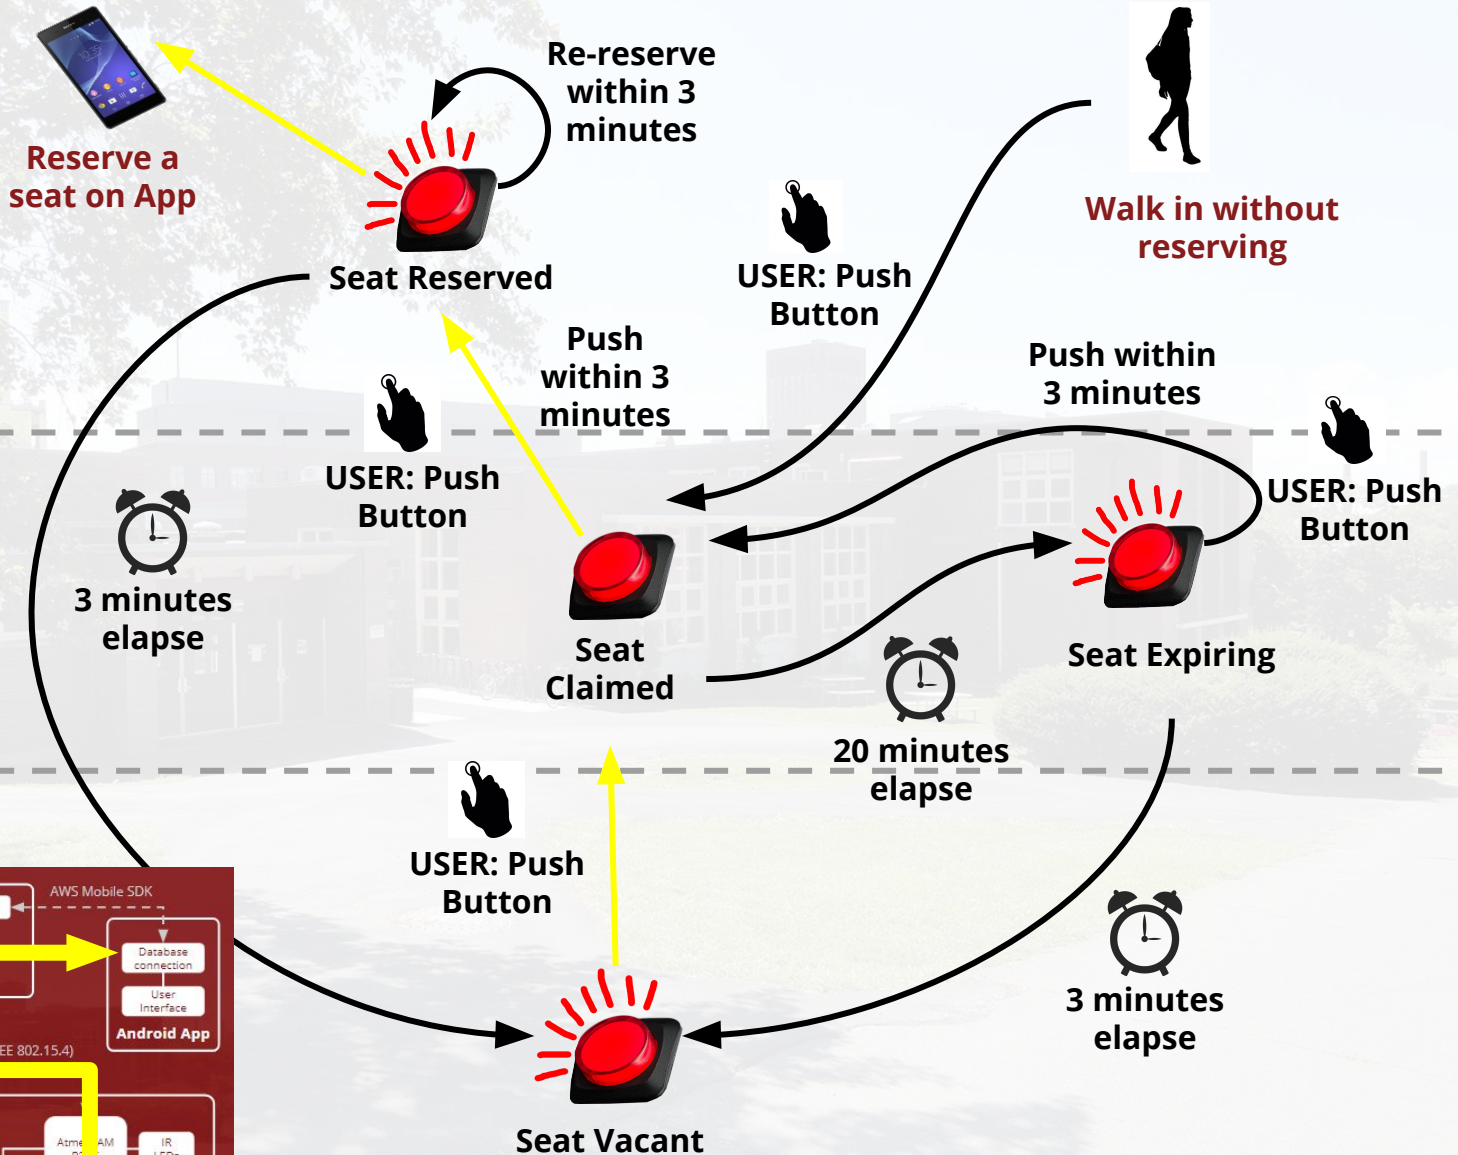 Re-reserve
within 3
minutes
Reserve a
seat on App
Walk in without
reserving
USER: Push
Button
Seat Reserved
Push
within 3
minutes
Push within
3 minutes
USER: Push
Button
USER: Push
Button
3 minutes
elapse
Seat
Claimed
Seat Expiring
20 minutes
elapse
USER: Push
Button
AWS Mobile SDK
Database
connection
User
Interface
Android App
3 minutes
elapse
EE 802.15.4)
IR
Seat Vacant